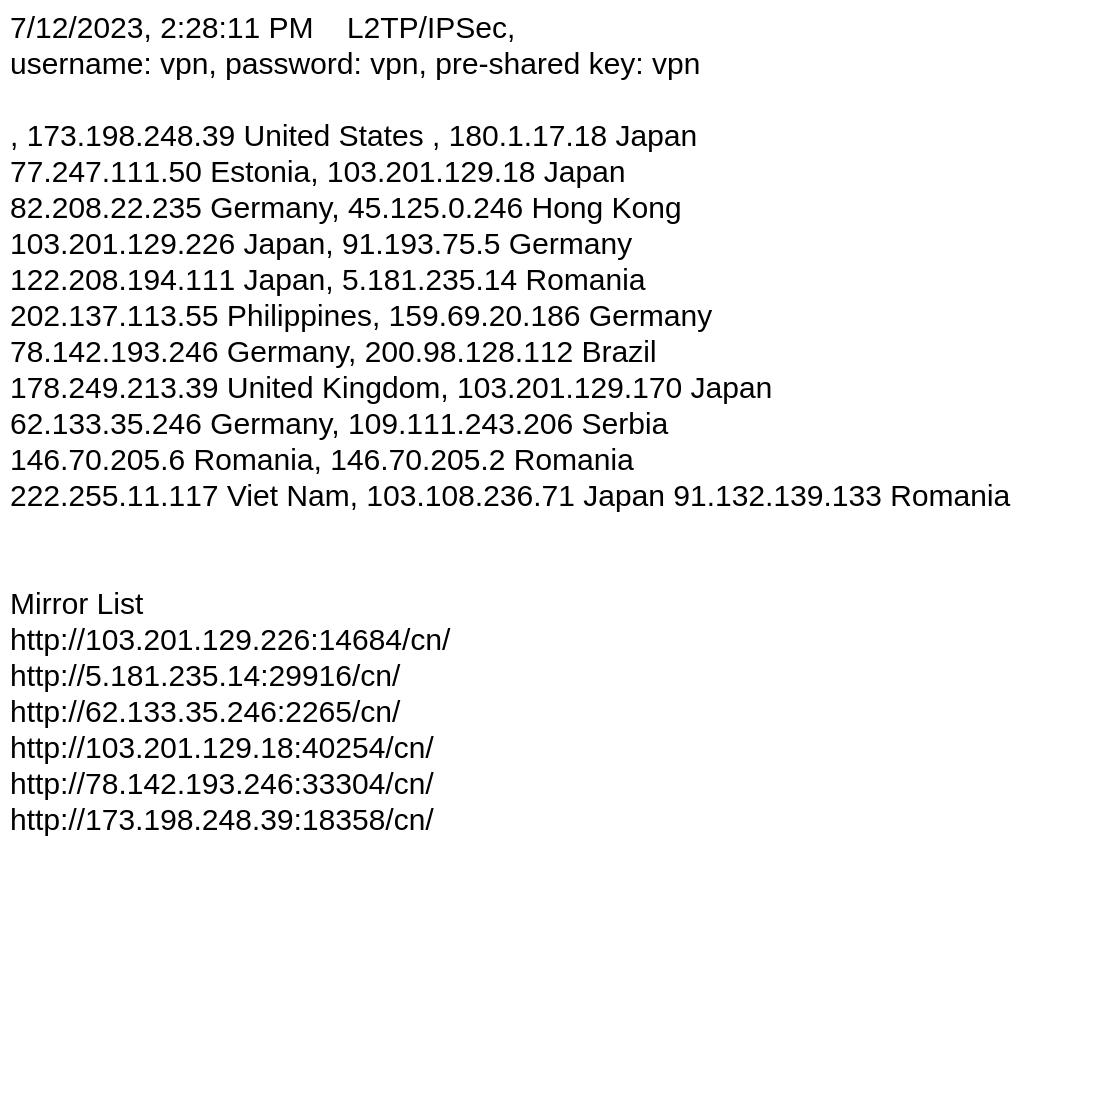 7/12/2023, 2:28:11 PM    L2TP/IPSec,
username: vpn, password: vpn, pre-shared key: vpn
, 173.198.248.39 United States , 180.1.17.18 Japan
77.247.111.50 Estonia, 103.201.129.18 Japan
82.208.22.235 Germany, 45.125.0.246 Hong Kong
103.201.129.226 Japan, 91.193.75.5 Germany
122.208.194.111 Japan, 5.181.235.14 Romania
202.137.113.55 Philippines, 159.69.20.186 Germany
78.142.193.246 Germany, 200.98.128.112 Brazil
178.249.213.39 United Kingdom, 103.201.129.170 Japan
62.133.35.246 Germany, 109.111.243.206 Serbia
146.70.205.6 Romania, 146.70.205.2 Romania
222.255.11.117 Viet Nam, 103.108.236.71 Japan 91.132.139.133 Romania
Mirror List
http://103.201.129.226:14684/cn/
http://5.181.235.14:29916/cn/
http://62.133.35.246:2265/cn/
http://103.201.129.18:40254/cn/
http://78.142.193.246:33304/cn/
http://173.198.248.39:18358/cn/